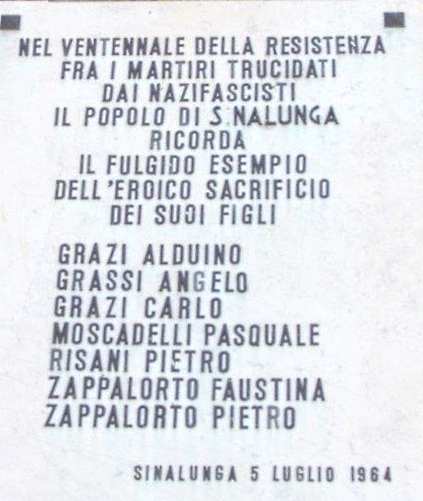 NEL VENTENNALE DELLA RESISTENZA
FRA I MARTIRI TRUCIDATI
DAI NAZIFASCISTI
IL POPOLO DI S.NALUNGA
RICORDA
IL FULGIDO ESEMPIO
DELL'EROICO SACRIFICIO
DEI SUOI FIGLI
GRAZI ALDUINO
GRASSI ANGELO
GRAZI CARLO
MOSCADELLI PASQUALE
RISANI PIETRO
ZAPPALORTO FAUSTINA
ZAPPALORTO PIETRO
SINALUNGA 5 LUGLIO 1964